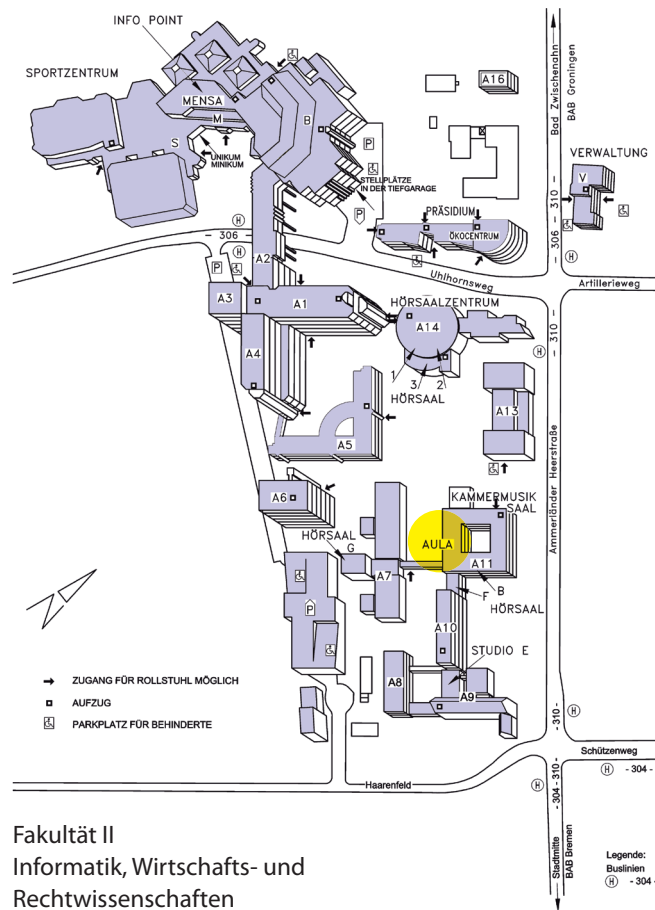 INFO POINT
SPORTZENTRUM
MENSA
M
S
B
UNIKUM
MINIKUM
P
STELLPLÄTZE
IN DER TIEFGARAGE
P
A16
Bad Zwischenahn
BAB Groningen
VERWALTUNG
V
- 306 - 310 -
PRÄSIDIUM
ÖKOCENTRUM
H
- 306 -
H
H
P
A2
Uhlhornsweg
Artillerieweg
A3
A1
HÖRSAALZENTRUM
A14
- 310 -
H
A4
1
3
2
HÖRSAAL
A13
A5
Ammerländer Heerstraße
A6
KAMMERMUSIK
SAAL
HÖRSAAL
G
AULA
A11
A7
B
F
HÖRSAAL
P
A10
STUDIO E
A8
A9
ZUGANG FÜR ROLLSTUHL MÖGLICH
AUFZUG
PARKPLATZ FÜR BEHINDERTE
-310-
H
Schützenweg
H - 304 -
Haarenfeld
H
-304-310-
Stadtmitte
BAB Bremen
Fakultät II
Informatik, Wirtschafts- und
Rechtwissenschaften
Legende:
Buslinien
H - 304 -